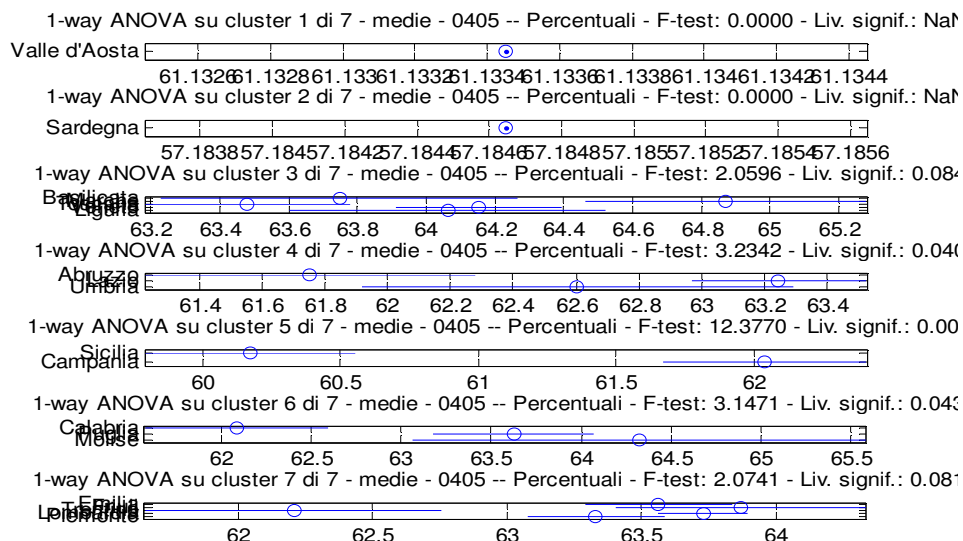 1-way ANOVA su cluster 1 di 7 - medie - 0405 -- Percentuali - F-test: 0.0000 - Liv. signif.: NaN
Valle d'Aosta
61.1326 61.1328 61.133 61.1332 61.1334 61.1336 61.1338 61.134 61.1342 61.1344
1-way ANOVA su cluster 2 di 7 - medie - 0405 -- Percentuali - F-test: 0.0000 - Liv. signif.: NaN
Sardegna
57.1838 57.184 57.1842 57.1844 57.1846 57.1848 57.185 57.1852 57.1854 57.1856
1-way ANOVA su cluster 3 di 7 - medie - 0405 -- Percentuali - F-test: 2.0596 - Liv. signif.: 0.084
Basilicata
Liguria
63.2 63.4 63.6 63.8 64 64.2 64.4 64.6 64.8 65 65.2
1-way ANOVA su cluster 4 di 7 - medie - 0405 -- Percentuali - F-test: 3.2342 - Liv. signif.: 0.040
Abruzzo
Lazio
Umbria
61.4 61.6 61.8 62 62.2 62.4 62.6 62.8 63 63.2 63.4
1-way ANOVA su cluster 5 di 7 - medie - 0405 -- Percentuali - F-test: 12.3770 - Liv. signif.: 0.00
Sicilia
Campania
60 60.5 61 61.5 62
1-way ANOVA su cluster 6 di 7 - medie - 0405 -- Percentuali - F-test: 3.1471 - Liv. signif.: 0.043
Calabria
Puglia
Molise
62 62.5 63 63.5 64 64.5 65 65.5
1-way ANOVA su cluster 7 di 7 - medie - 0405 -- Percentuali - F-test: 2.0741 - Liv. signif.: 0.081
Emilia
Lombardia
Piemonte
62 62.5 63 63.5 64